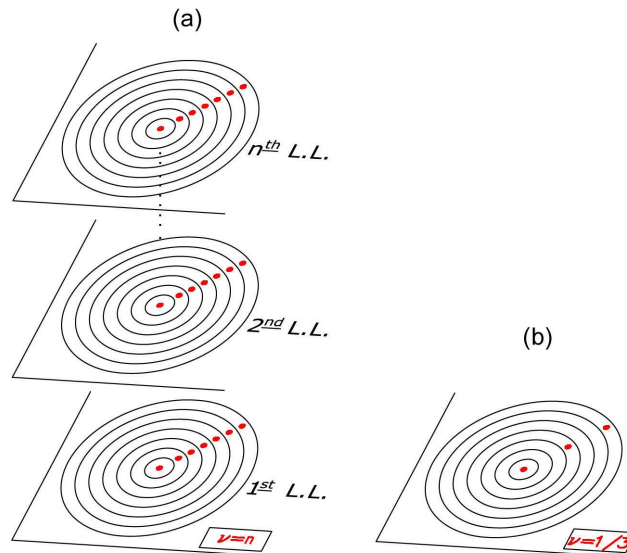 (a)
nth L.L.
2nd L.L.
(b)
1st L.L.
ν=n
ν=1/3